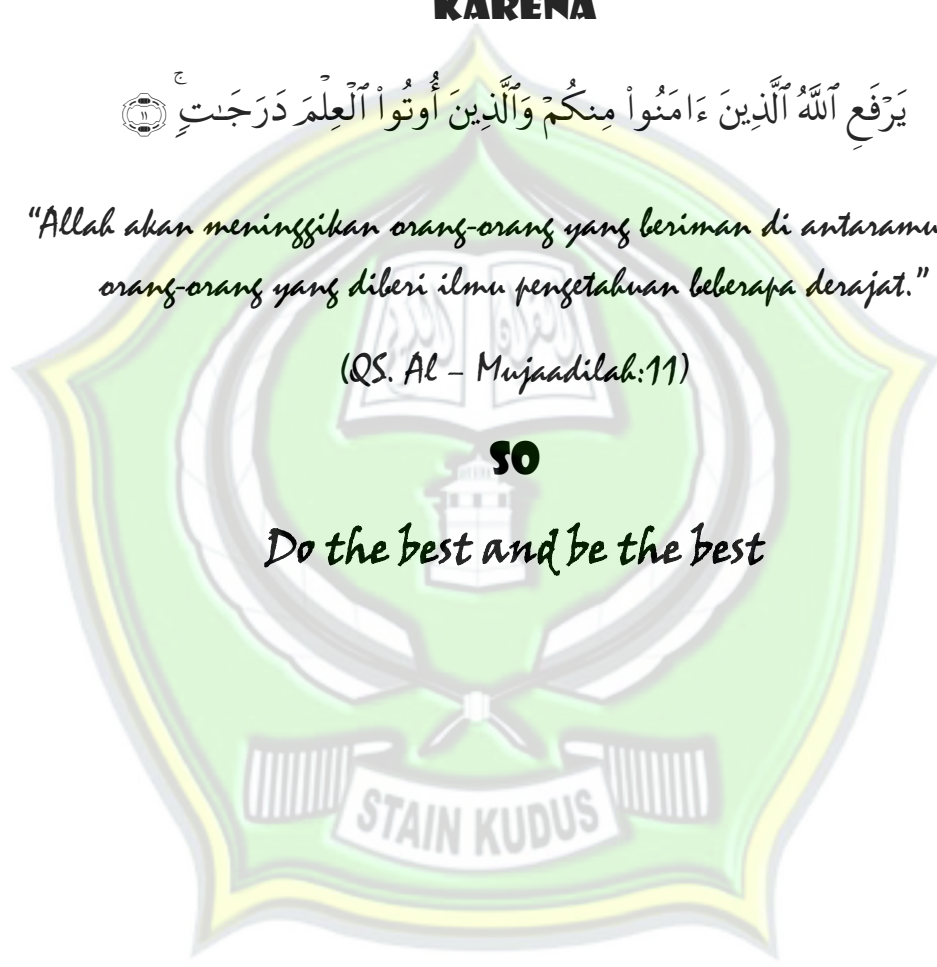 KARENA
يَرْفَعِ ٱللَّهُ ٱلَّذِينَ ءَامَنُوا۟ مِنكُمْ وَٱلَّذِينَ أُوتُوا۟ ٱلْعِلْمَ دَرَجَـٰتٍ ۚ ١١
“Allah akan meninggikan orang-orang yang beriman di antaramu
orang-orang yang diberi ilmu pengetahuan beberapa derajat.”
(QS. Al – Mujaadilah:11)
SO
Do the best and be the best
STAIN KUDUS